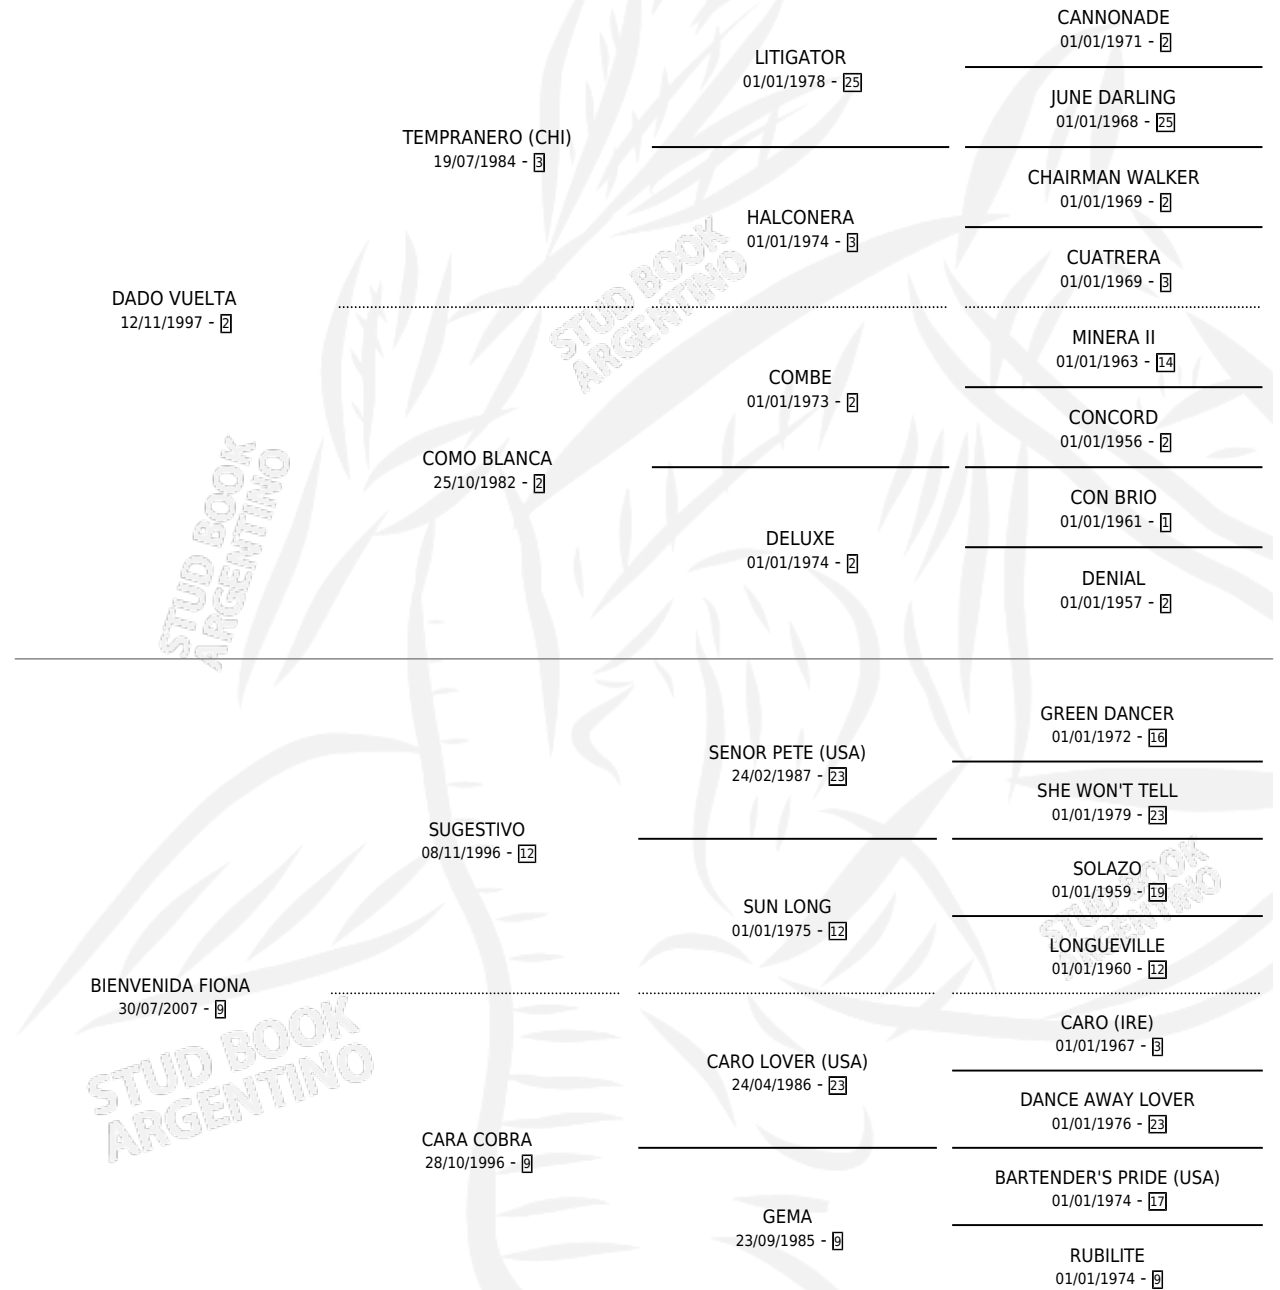 CANNONADE
01/01/1971 - 2
LITIGATOR
01/01/1978 - 25
JUNE DARLING
01/01/1968 - 25
TEMPRANERO (CHI)
19/07/1984 - 3
CHAIRMAN WALKER
01/01/1969 - 2
HALCONERA
01/01/1974 - 3
CUATRERA
01/01/1969 - 3
STUD BOOK
ARGENTINO
DADO VUELTA
12/11/1997 - 2
MINERA II
01/01/1963 - 14
COMBE
01/01/1973 - 2
CONCORD
01/01/1956 - 2
COMO BLANCA
25/10/1982 - 2
CON BRIO
01/01/1961 - 1
DELUXE
01/01/1974 - 2
DENIAL
01/01/1957 - 2
STUD BOOK
ARGENTINO
GREEN DANCER
01/01/1972 - 16
SENOR PETE (USA)
24/02/1987 - 23
SHE WON'T TELL
01/01/1979 - 23
SUGESTIVO
08/11/1996 - 12
SOLAZO
01/01/1959 - 19
SUN LONG
01/01/1975 - 12
LONGUEVILLE
01/01/1960 - 12
STUD BOOK
ARGENTINO
BIENVENIDA FIONA
30/07/2007 - 9
CARO (IRE)
01/01/1967 - 3
CARO LOVER (USA)
24/04/1986 - 23
DANCE AWAY LOVER
01/01/1976 - 23
STUD BOOK
ARGENTINO
CARA COBRA
28/10/1996 - 9
BARTENDER'S PRIDE (USA)
01/01/1974 - 17
GEMA
23/09/1985 - 9
RUBILITE
01/01/1974 - 9